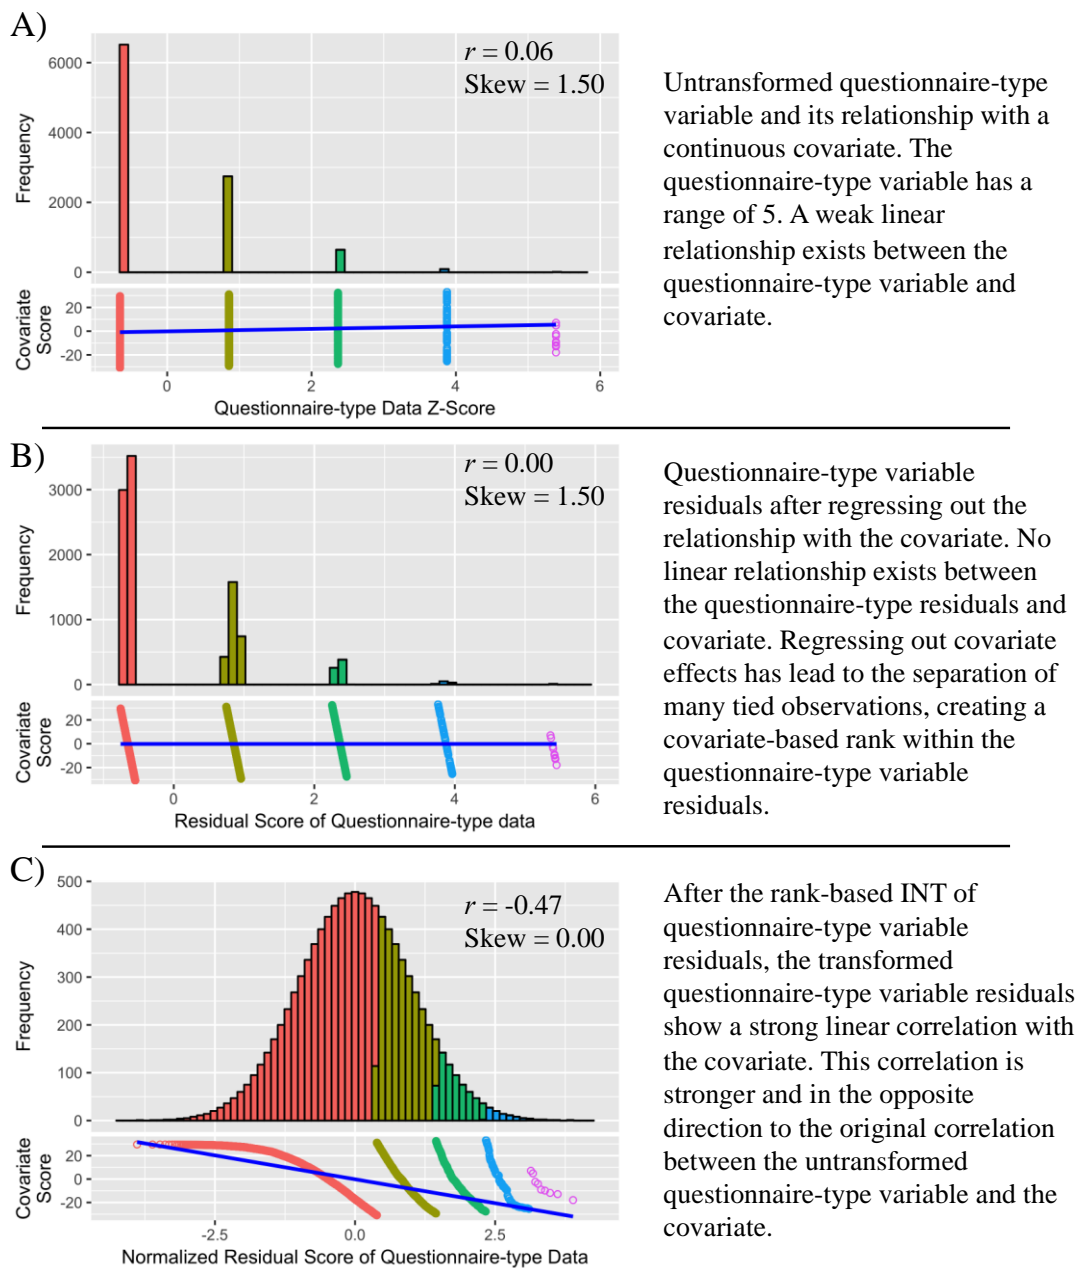 A)
r = 0.06
Skew = 1.50
6000
4000
2000
0
Frequency
20
0
-20
Covariate
Score
0 2 4 6
Questionnaire-type Data Z-Score
Untransformed questionnaire-type
variable and its relationship with a
continuous covariate. The
questionnaire-type variable has a
range of 5. A weak linear
relationship exists between the
questionnaire-type variable and
covariate.
B)
r = 0.00
Skew = 1.50
3000
2000
1000
0
Frequency
20
0
-20
Covariate
Score
0 2 4 6
Residual Score of Questionnaire-type data
Questionnaire-type variable
residuals after regressing out the
relationship with the covariate. No
linear relationship exists between
the questionnaire-type residuals and
covariate. Regressing out covariate
effects has lead to the separation of
many tied observations, creating a
covariate-based rank within the
questionnaire-type variable
residuals.
C)
r = -0.47
Skew = 0.00
500
400
300
200
100
0
Frequency
20
0
-20
Covariate
Score
-2.5 0.0 2.5
Normalized Residual Score of Questionnaire-type Data
After the rank-based INT of
questionnaire-type variable
residuals, the transformed
questionnaire-type variable residuals
show a strong linear correlation with
the covariate. This correlation is
stronger and in the opposite
direction to the original correlation
between the untransformed
questionnaire-type variable and the
covariate.